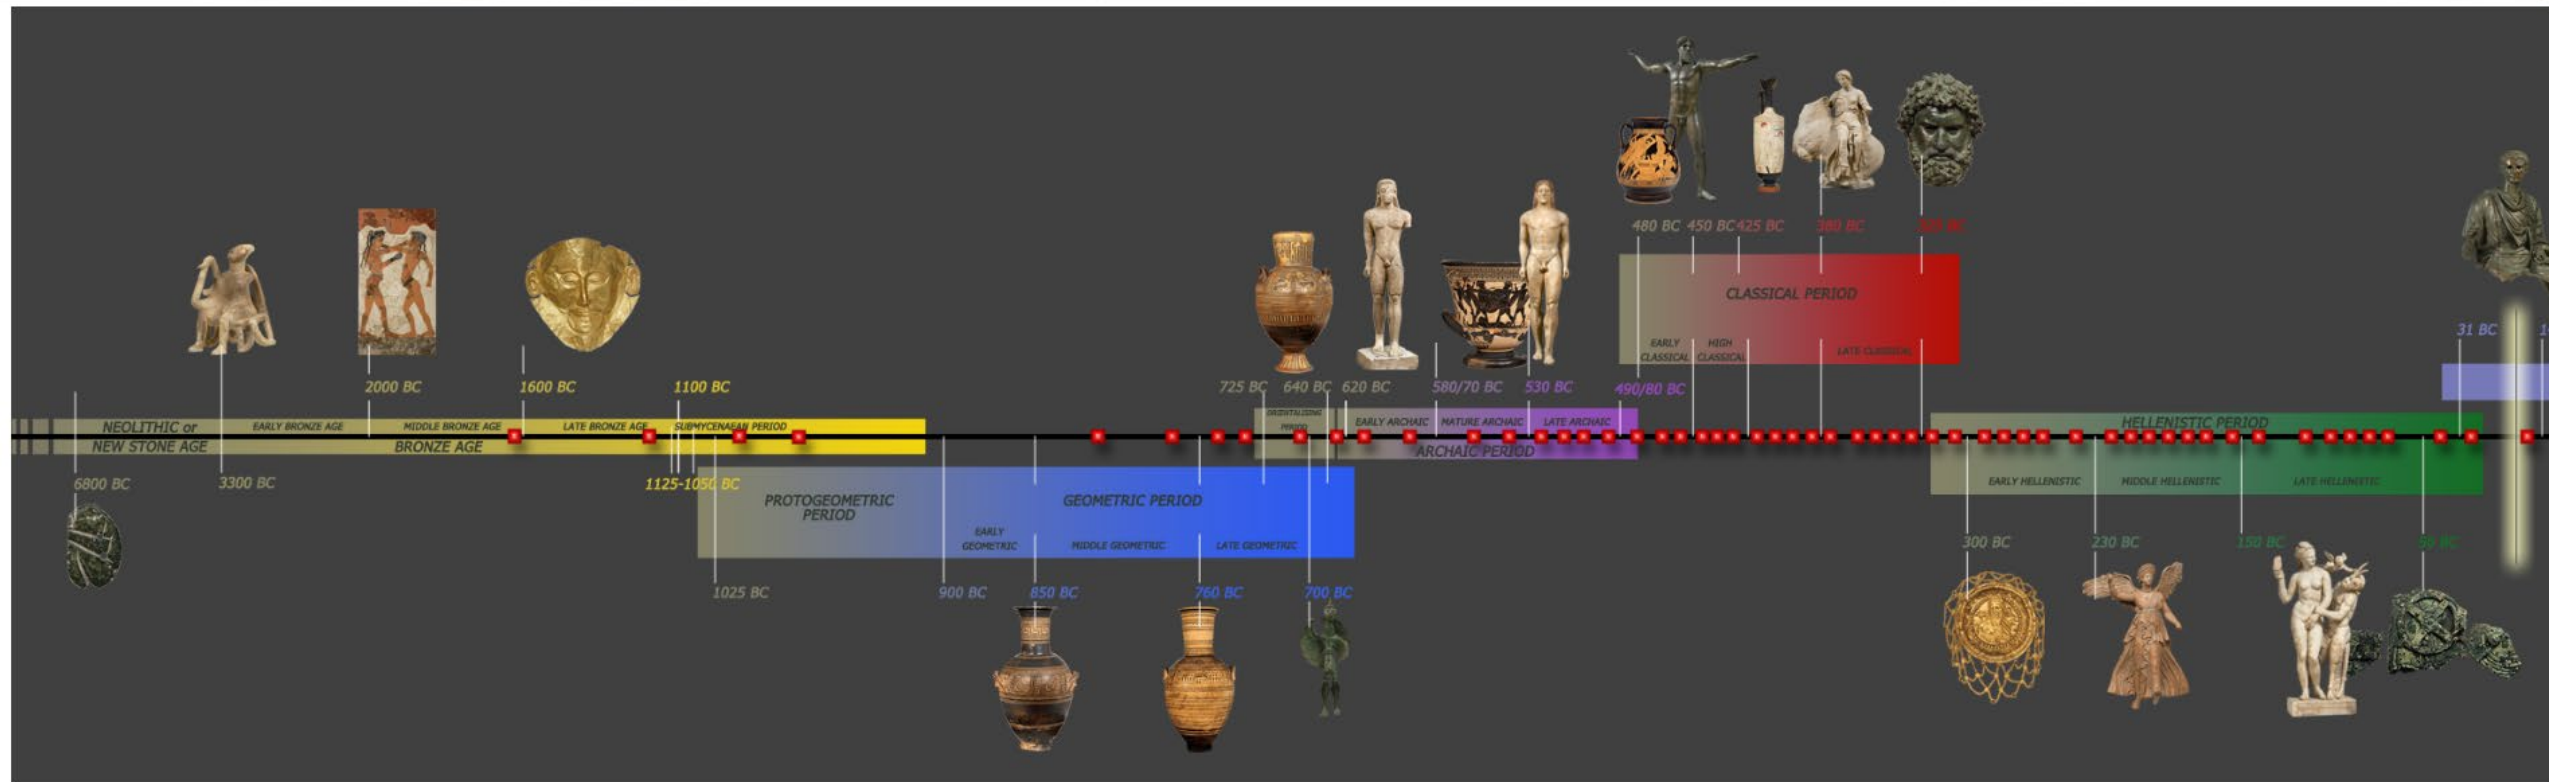 480 BC
450 BC
425 BC
380 BC
CLASSICAL PERIOD
31 BC
EARLY CLASSICAL
HIGH CLASSICAL
LATE CLASSICAL
2000 BC
1600 BC
1100 BC
725 BC
640 BC
620 BC
580/70 BC
530 BC
490/80 BC
NEOLITHIC or
NEW STONE AGE
EARLY BRONZE AGE
MIDDLE BRONZE AGE
LATE BRONZE AGE
SUBMYCENAEAN PERIOD
BRONZE AGE
ORIENTALIZING
PERIOD
EARLY ARCHAIC
MATURE ARCHAIC
LATE ARCHAIC
ARCHAIC PERIOD
HELLENISTIC PERIOD
6800 BC
3300 BC
1125-1050 BC
EARLY HELLENISTIC
MIDDLE HELLENISTIC
LATE HELLENISTIC
PROTOGEOMETRIC
PERIOD
GEOMETRIC PERIOD
EARLY
GEOMETRIC
MIDDLE GEOMETRIC
LATE GEOMETRIC
300 BC
230 BC
150 BC
1025 BC
900 BC
850 BC
760 BC
700 BC